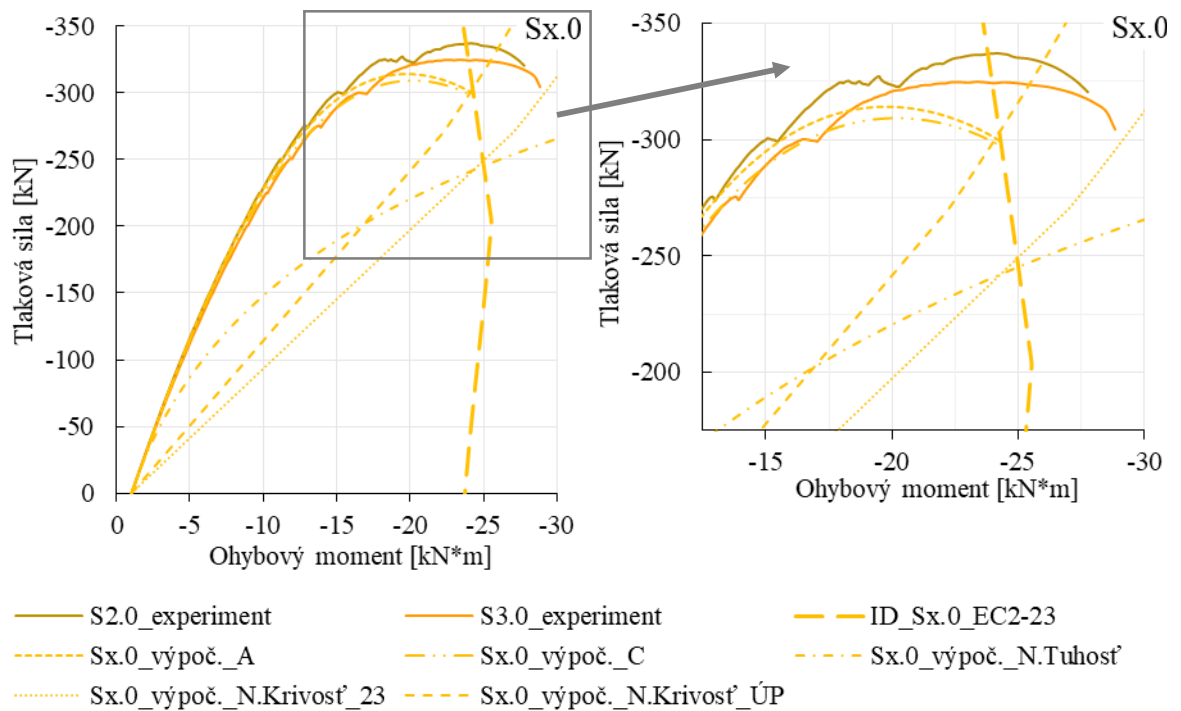 Sx.0
-350
-300
-250
-200
-150
-100
-50
0
Tlaková sila [kN]
0 -5 -10 -15 -20 -25 -30
Ohybový moment [kN*m]
Sx.0
-350
-300
-250
-200
Tlaková sila [kN]
-15 -20 -25 -30
Ohybový moment [kN*m]
S2.0_experiment S3.0_experiment ID_Sx.0_EC2-23
Sx.0_výpoč._A Sx.0_výpoč._C Sx.0_výpoč._N.Tuhosť
Sx.0_výpoč._N.Krivosť_23 Sx.0_výpoč._N.Krivosť_ÚP